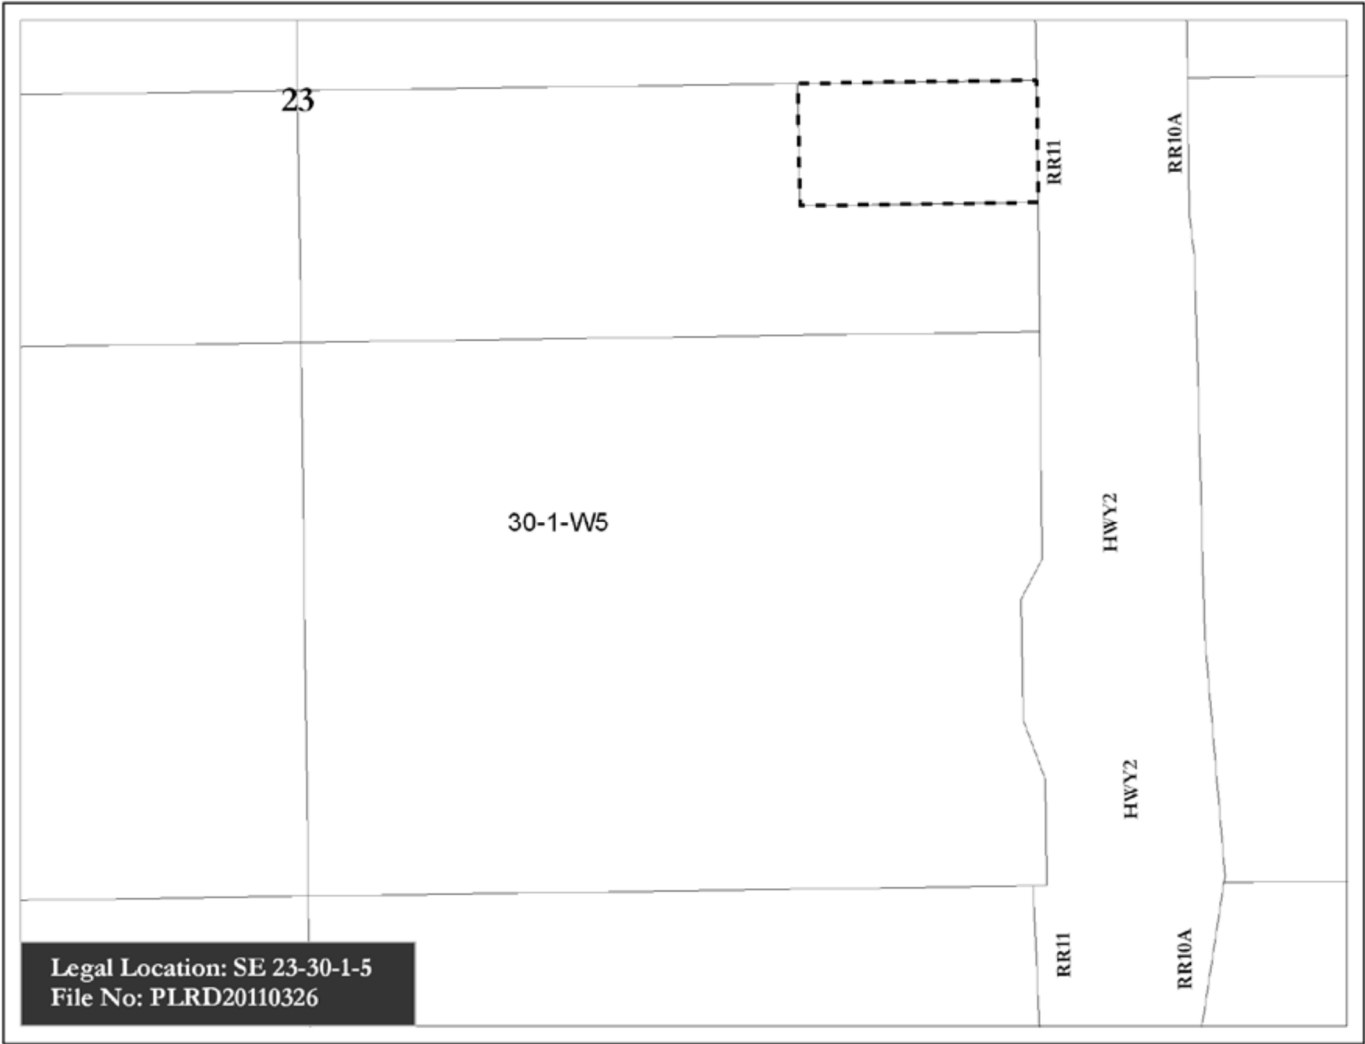 23
RR11
RR10A
30-1-W5
HWY2
HWY2
RR11
RR10A
Legal Location: SE 23-30-1-5
File No: PLRD20110326